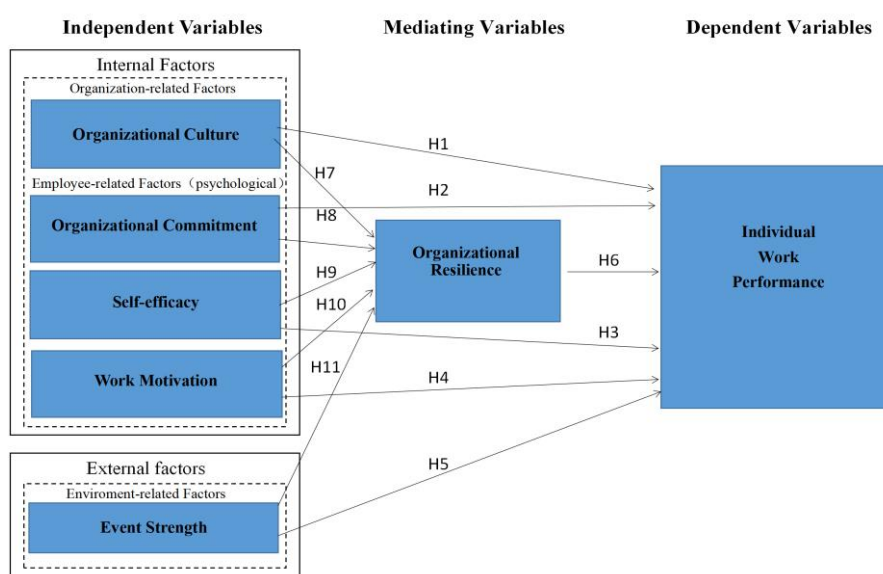 Independent Variables
Mediating Variables
Dependent Variables
Internal Factors
Organization-related Factors
Organizational Culture
H1
H7
Employee-related Factors（psychological）
H2
Organizational Commitment
H8
Organizational
Resilience
Individual
Work
Performance
H6
H9
Self-efficacy
H10
H3
H11
Work Motivation
H4
External factors
H5
Enviroment-related Factors
Event Strength